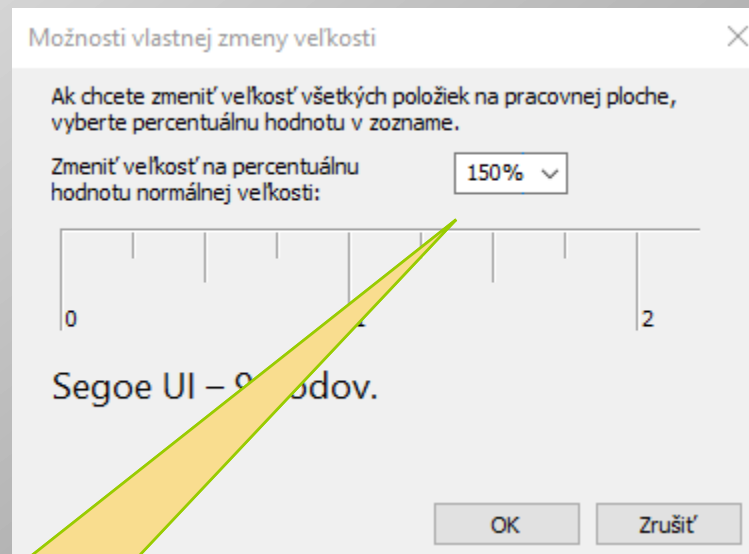 Možnosti vlastnej zmeny veľkosti
Ak chcete zmeniť veľkosť všetkých položiek na pracovnej ploche,
vyberte percentuálnu hodnotu v zozname.
Zmeniť veľkosť na percentuálnu
hodnotu normálnej veľkosti:
150%
0
2
Segoe UI –
OK
Zrušiť